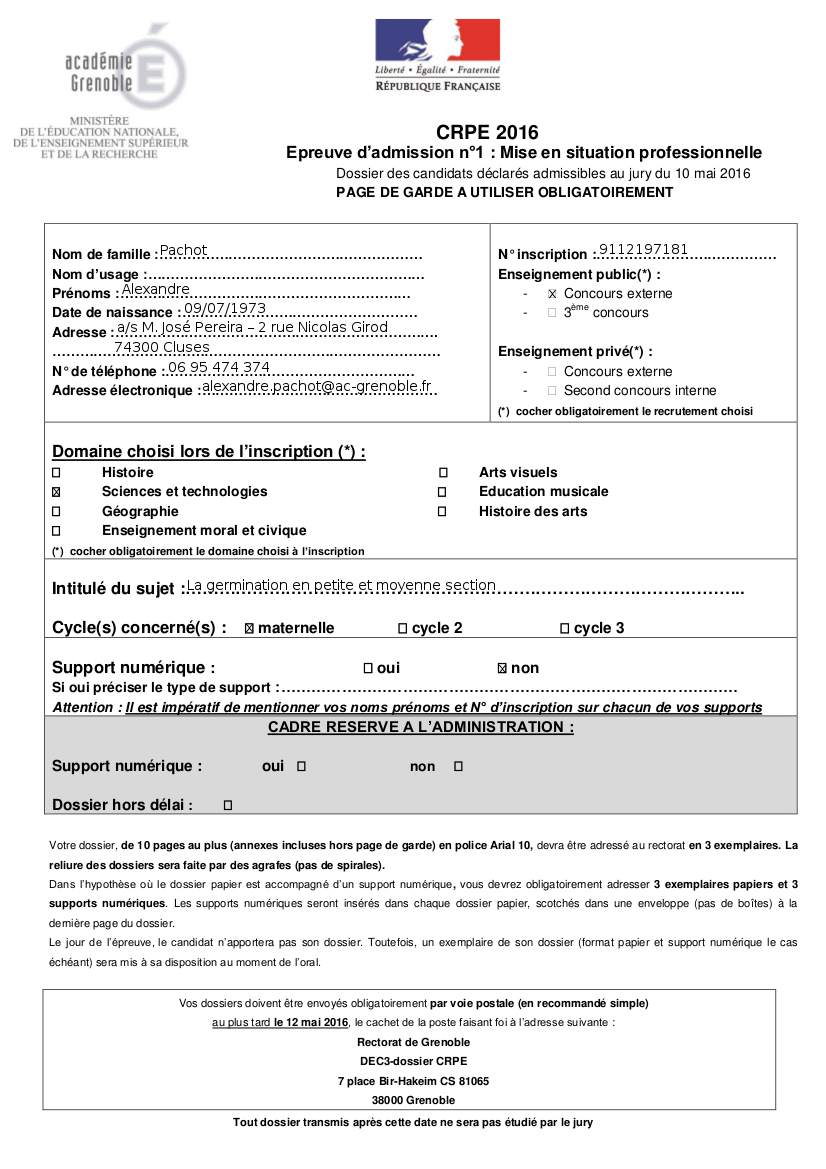 académie
Grenoble
MINISTÈRE
DE L'ÉDUCATION NATIONALE,
DE L'ENSEIGNEMENT SUPÉRIEUR
ET DE LA RECHERCHE
Liberté • Égalité • Fraternité
RÉPUBLIQUE FRANÇAISE
CRPE 2016
Epreuve d'admission n°1 : Mise en situation professionnelle
Dossier des candidats déclarés admissibles au jury du 10 mai 2016
PAGE DE GARDE A UTILISER OBLIGATOIREMENT
Nom de famille : Pachot
Nom d'usage :
Prénoms : Alexandre
Date de naissance : 09/07/1973
Adresse : a/s M. José Pereira – 2 rue Nicolas Girod
74300 Cluses
N° de téléphone : 06 95 474 374
Adresse électronique : alexandre.pachot@ac-grenoble.fr
N° inscription : 9112197181
Enseignement public(*) :
- ☒ Concours externe
- ☐ 3ème concours
Enseignement privé(*) :
- ☐ Concours externe
- ☐ Second concours interne
(*) cocher obligatoirement le recrutement choisi
Domaine choisi lors de l'inscription (*) :
☐ Histoire ☐ Arts visuels
☒ Sciences et technologies ☐ Education musicale
☐ Géographie ☐ Histoire des arts
☐ Enseignement moral et civique
(*) cocher obligatoirement le domaine choisi à l'inscription
Intitulé du sujet : La germination en petite et moyenne section
Cycle(s) concerné(s) : ☒ maternelle ☐ cycle 2 ☐ cycle 3
Support numérique : ☐ oui ☒ non
Si oui préciser le type de support :
Attention : Il est impératif de mentionner vos noms prénoms et N° d'inscription sur chacun de vos supports
CADRE RESERVE A L'ADMINISTRATION :
Support numérique : oui ☐ non ☐
Dossier hors délai : ☐
Votre dossier, de 10 pages au plus (annexes incluses hors page de garde) en police Arial 10, devra être adressé au rectorat en 3 exemplaires. La
reliure des dossiers sera faite par des agrafes (pas de spirales).
Dans l'hypothèse où le dossier papier est accompagné d'un support numérique, vous devrez obligatoirement adresser 3 exemplaires papiers et 3
supports numériques. Les supports numériques seront insérés dans chaque dossier papier, scotchés dans une enveloppe (pas de boîtes) à la
dernière page du dossier.
Le jour de l'épreuve, le candidat n'apportera pas son dossier. Toutefois, un exemplaire de son dossier (format papier et support numérique le cas
échéant) sera mis à sa disposition au moment de l'oral.
Vos dossiers doivent être envoyés obligatoirement par voie postale (en recommandé simple)
au plus tard le 12 mai 2016, le cachet de la poste faisant foi à l'adresse suivante :
Rectorat de Grenoble
DEC3-dossier CRPE
7 place Bir-Hakeim CS 81065
38000 Grenoble
Tout dossier transmis après cette date ne sera pas étudié par le jury